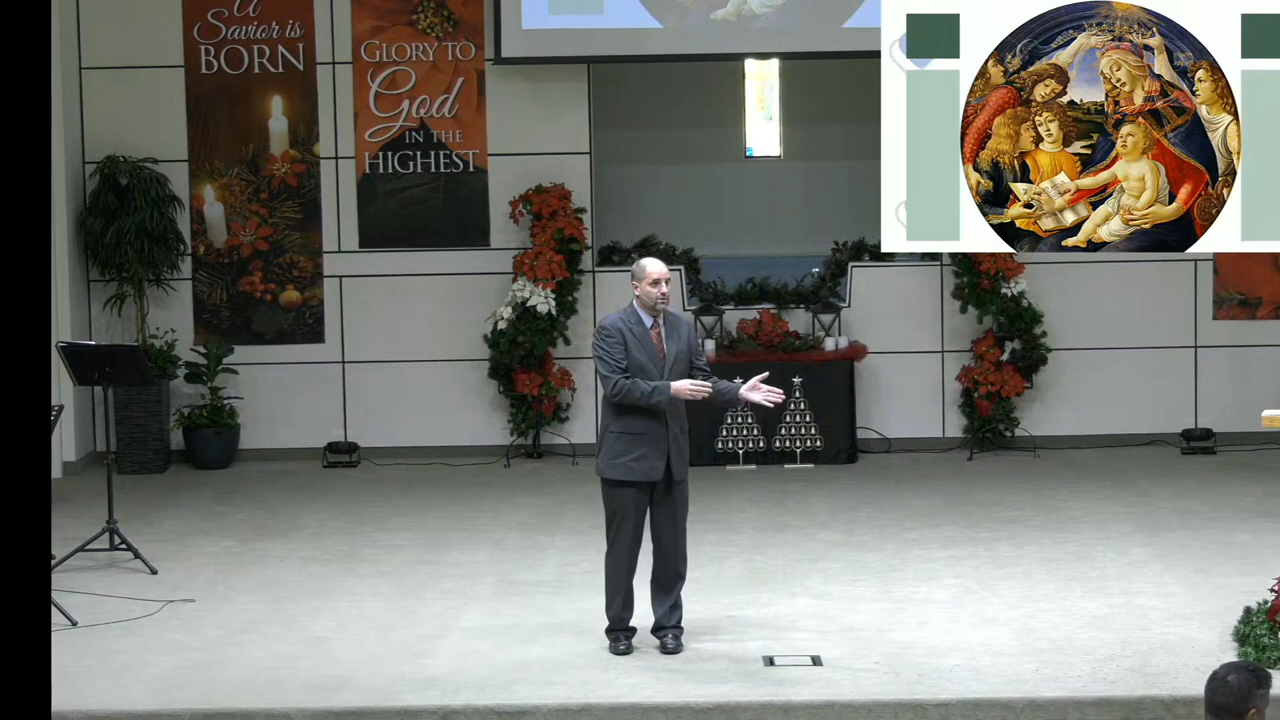 A
Savior is
BORN
GLORY TO
God
IN THE
HIGHEST